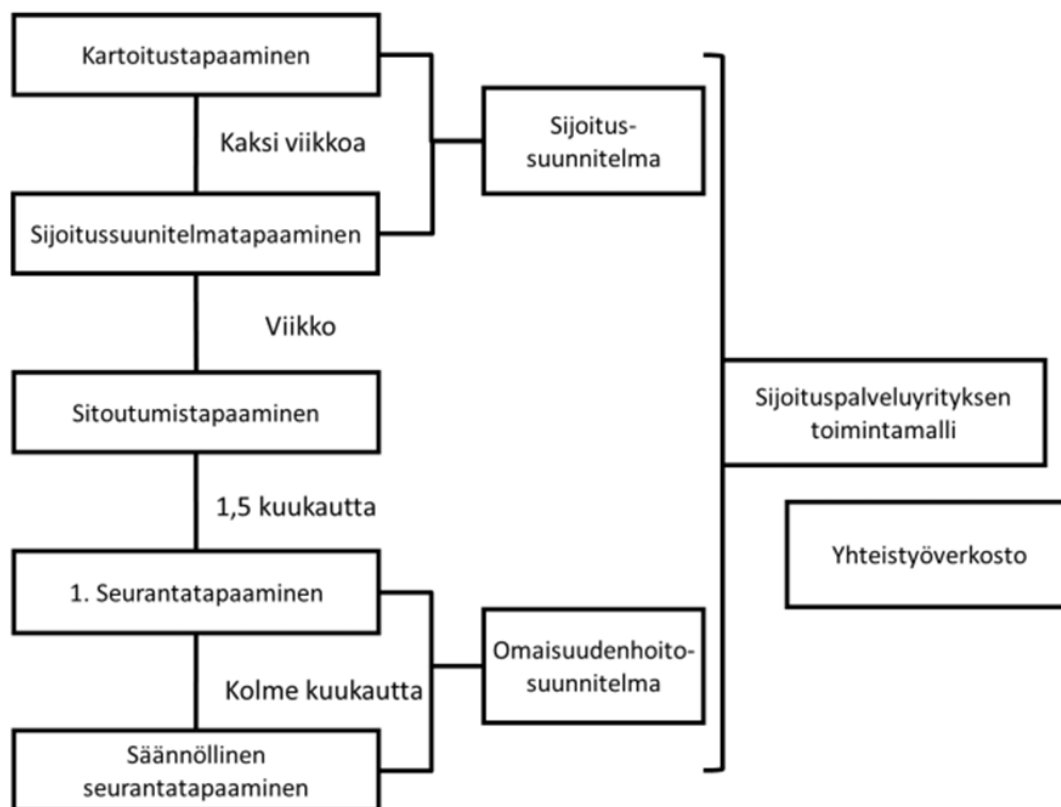 Kartoitustapaaminen
Kaksi viikkoa
Sijoitussuunitelmatapaaminen
Viikko
Sitoutumistapaaminen
1,5 kuukautta
1. Seurantatapaaminen
Kolme kuukautta
Säännöllinen
seurantatapaaminen
Sijoitus-
suunnitelma
Omaisuudenhoito-
suunnitelma
Sijoituspalveluyrityksen
toimintamalli
Yhteistyöverkosto